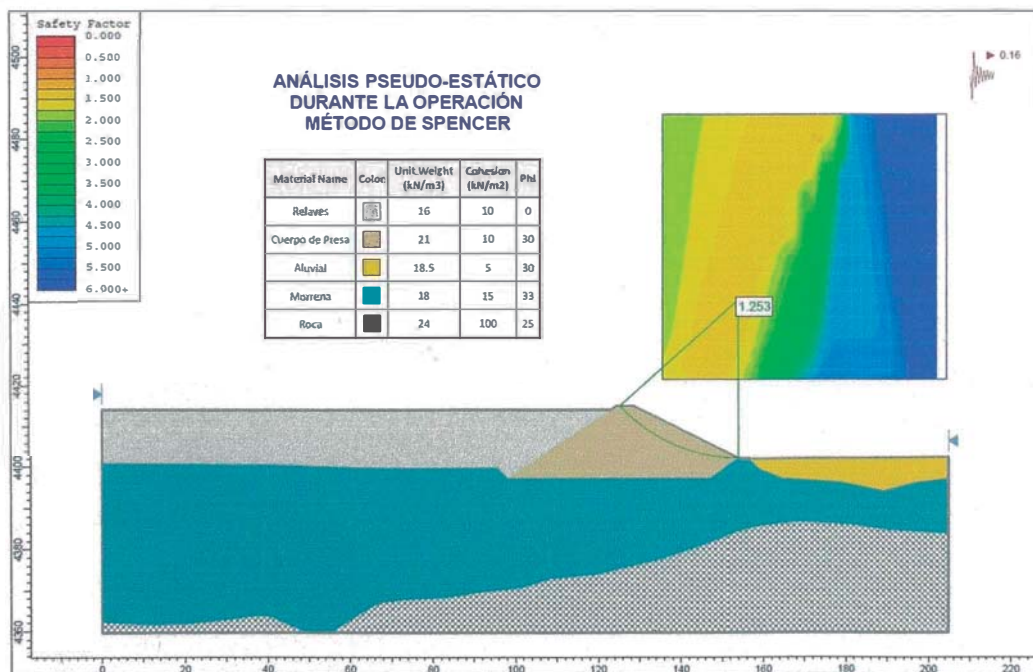 Safety Factor
0.000
0.500
1.000
1.500
2.000
2.500
3.000
3.500
4.000
4.500
5.000
5.500
6.000+
ANÁLISIS PSEUDO-ESTÁTICO
DURANTE LA OPERACIÓN
MÉTODO DE SPENCER
Material Name Color Unit Weight (kN/m3) Cohesion (kN/m2) Phi
Relaves 16 10 0
Cuerpo de Presa 21 10 30
Aluvial 18.5 5 30
Morrena 18 15 33
Roca 24 100 25
0.16
1.253
4500
4480
4460
4440
4420
4400
4380
4360
0 20 40 60 80 100 120 140 160 180 200 220